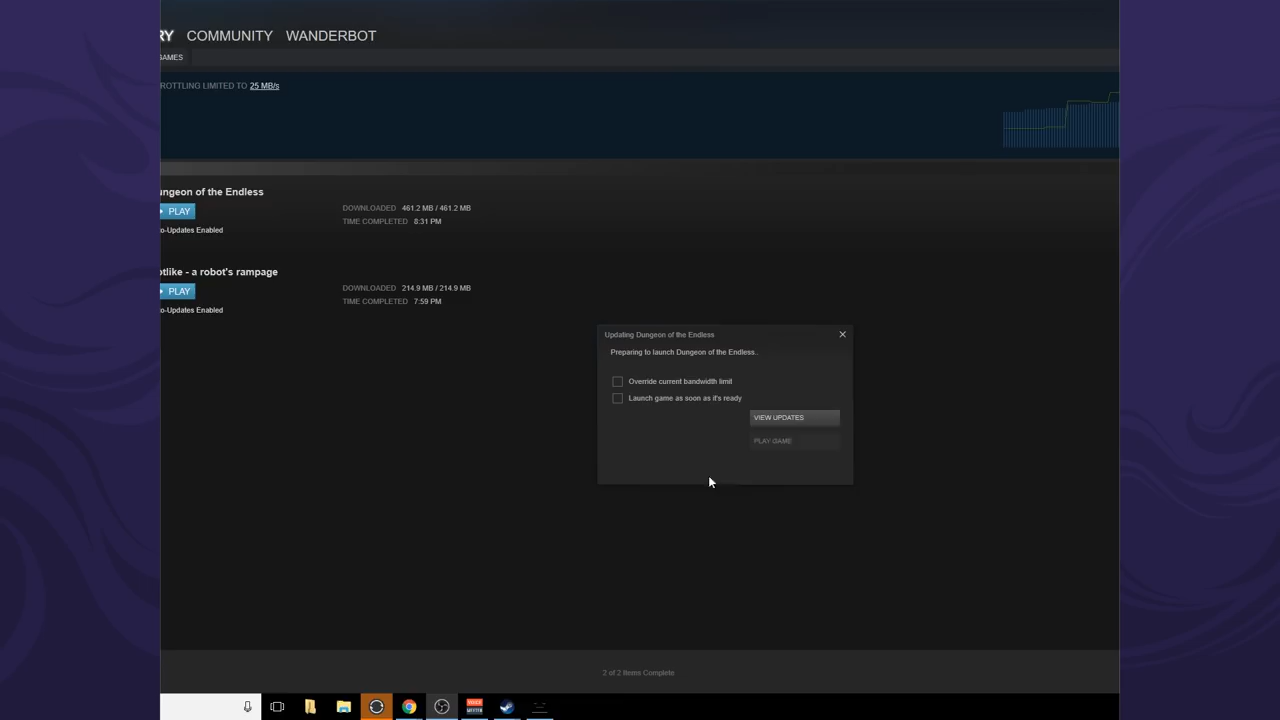 RY COMMUNITY WANDERBOT
GAMES
ROTTLING LIMITED TO 25 MB/s
ungeon of the Endless
PLAY
DOWNLOADED 461.2 MB / 461.2 MB
TIME COMPLETED 8:31 PM
o-Updates Enabled
otlike - a robot's rampage
PLAY
DOWNLOADED 214.9 MB / 214.9 MB
TIME COMPLETED 7:59 PM
o-Updates Enabled
Updating Dungeon of the Endless
Preparing to launch Dungeon of the Endless..
Override current bandwidth limit
Launch game as soon as it's ready
VIEW UPDATES
PLAY GAME
2 of 2 Items Complete